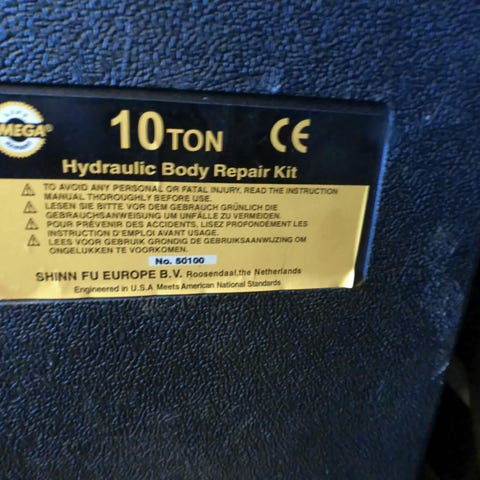 MEGA®
10 TON CE
Hydraulic Body Repair Kit
TO AVOID ANY PERSONAL OR FATAL INJURY. READ THE INSTRUCTION
MANUAL THOROUGHLY BEFORE USE.
LESEN SIE BITTE VOR DEM GEBRAUCH GRÜNLICH DIE
GEBRAUCHSANWEISUNG UM UNFÄLLE ZU VERMEIDEN.
POUR PRÉVENIR DES ACCIDENTS, LISEZ PROFONDÉMENT LES
INSTRUCTION D'EMPLOI AVANT USAGE.
LEES VOOR GEBRUIK GRONDIG DE GEBRUIKSAANWIJZING OM
ONGELUKKEN TE VOORKOMEN.
No. 50100
SHINN FU EUROPE B.V. Roosendaal,the Netherlands
Engineered in U.S.A Meets American National Standards